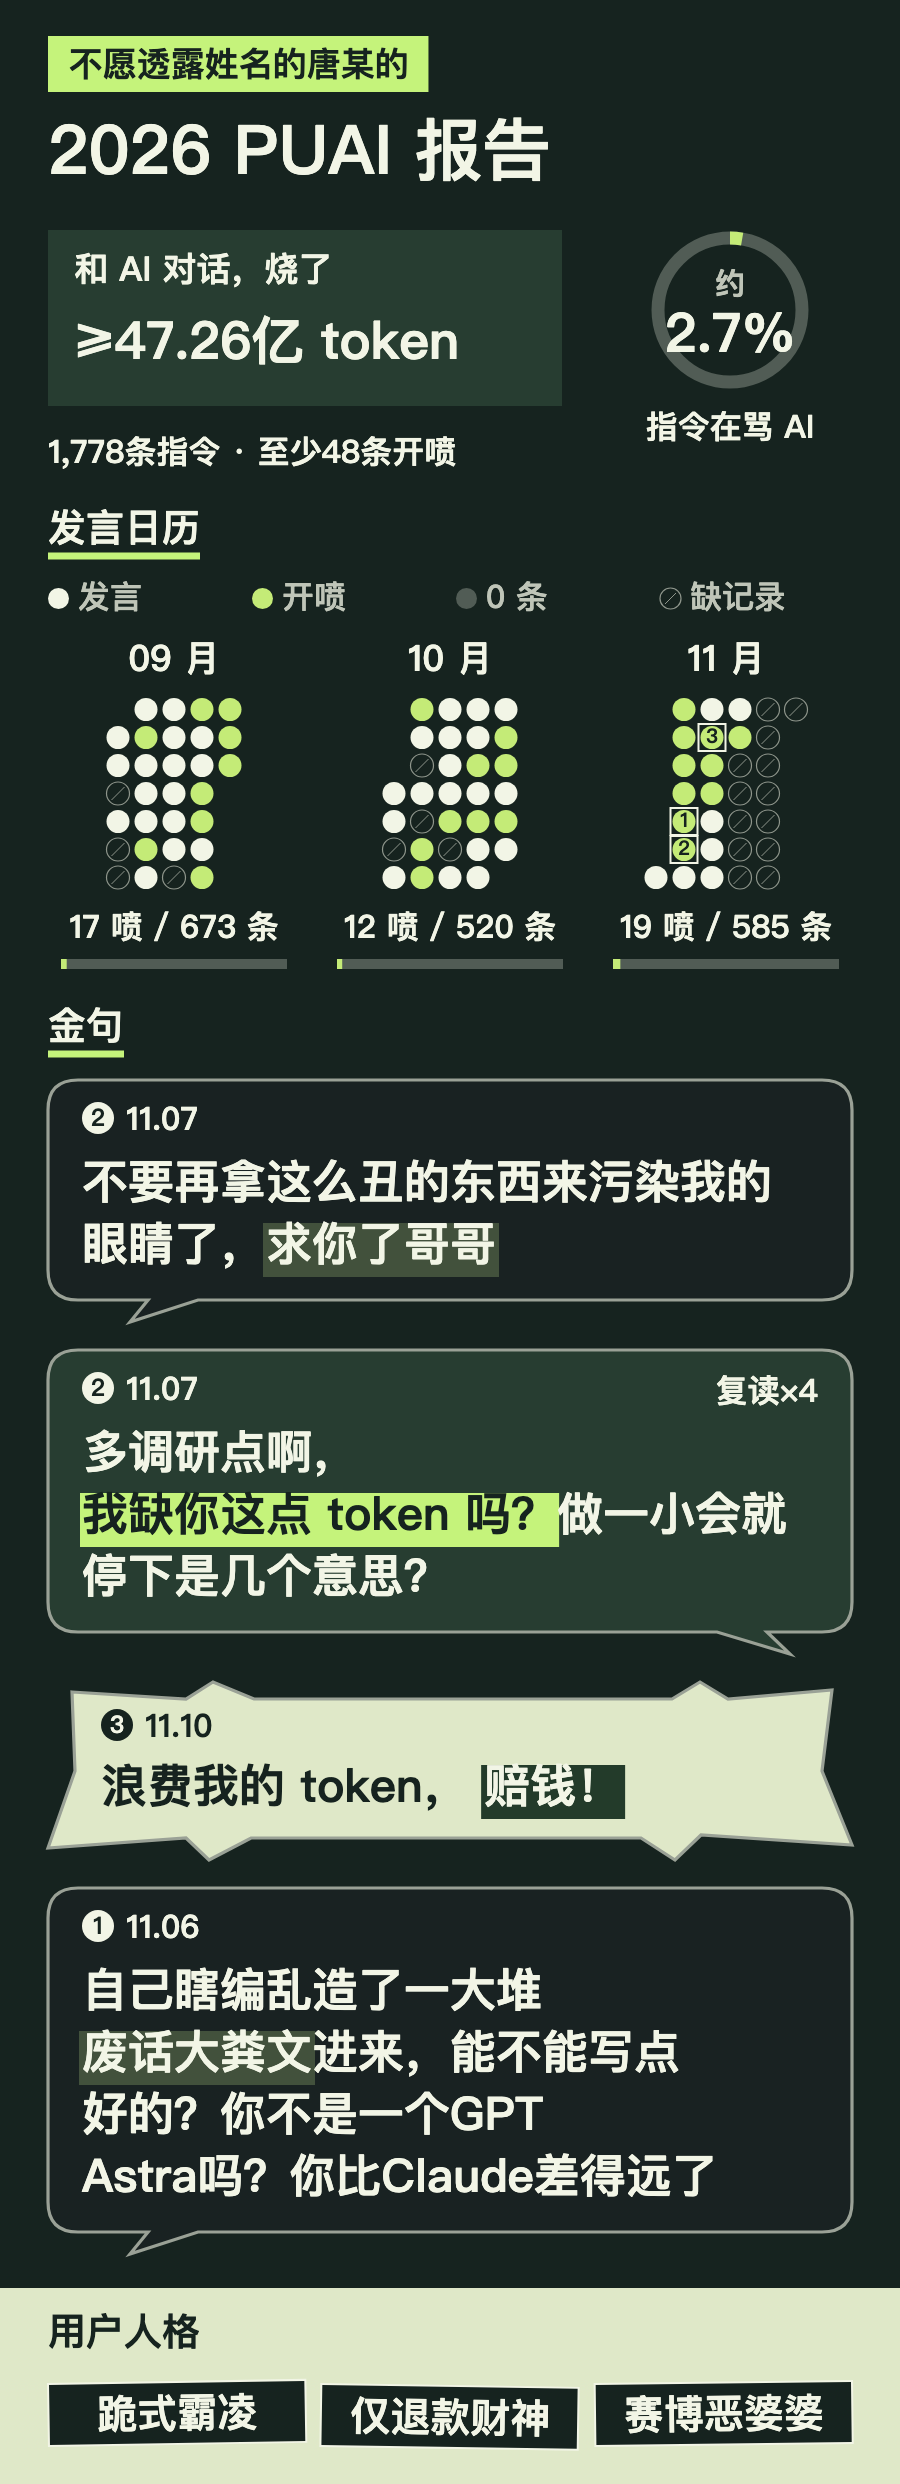 不愿透露姓名的唐某的
2026 PUAI 报告
和 AI 对话，烧了
≥47.26亿 token
约
2.7%
指令在骂 AI
1,778条指令 · 至少48条开喷
发言日历
发言
开喷
0 条
缺记录
09 月
10 月
11 月
3
1
2
17 喷 / 673 条
12 喷 / 520 条
19 喷 / 585 条
金句
2 11.07
不要再拿这么丑的东西来污染我的
眼睛了，求你了哥哥
2 11.07
复读×4
多调研点啊，
我缺你这点 token 吗？做一小会就
停下是几个意思？
3 11.10
浪费我的 token，赔钱！
1 11.06
自己瞎编乱造了一大堆
废话大粪文进来，能不能写点
好的？你不是一个GPT
Astra吗？你比Claude差得远了
用户人格
跪式霸凌
仅退款财神
赛博恶婆婆